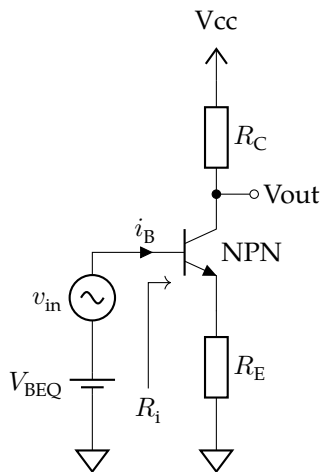 Vcc
R_C
Vout
i_B
NPN
v_in
V_BEQ
R_i
R_E